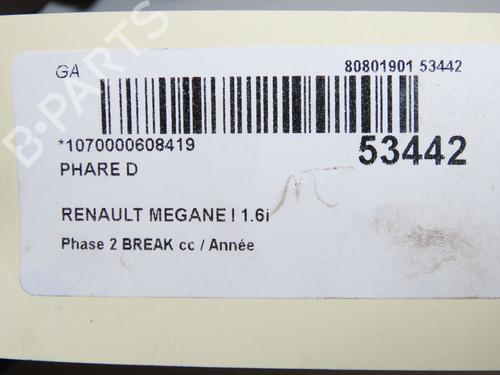 GA
80801901 53442
*1070000608419
53442
PHARE D
RENAULT MEGANE I 1.6i
Phase 2 BREAK cc / Année
B-PARTS